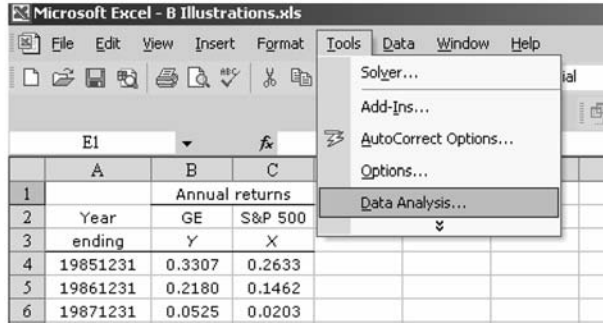 Microsoft Excel - B Illustrations.xls
File Edit View Insert Format Tools Data Window Help
Solver...
Add-Ins...
AutoCorrect Options...
Options...
Data Analysis...
ial
E1 fx
A B C
1 Annual returns
2 Year GE S&P 500
3 ending Y X
4 19851231 0.3307 0.2633
5 19861231 0.2180 0.1462
6 19871231 0.0525 0.0203